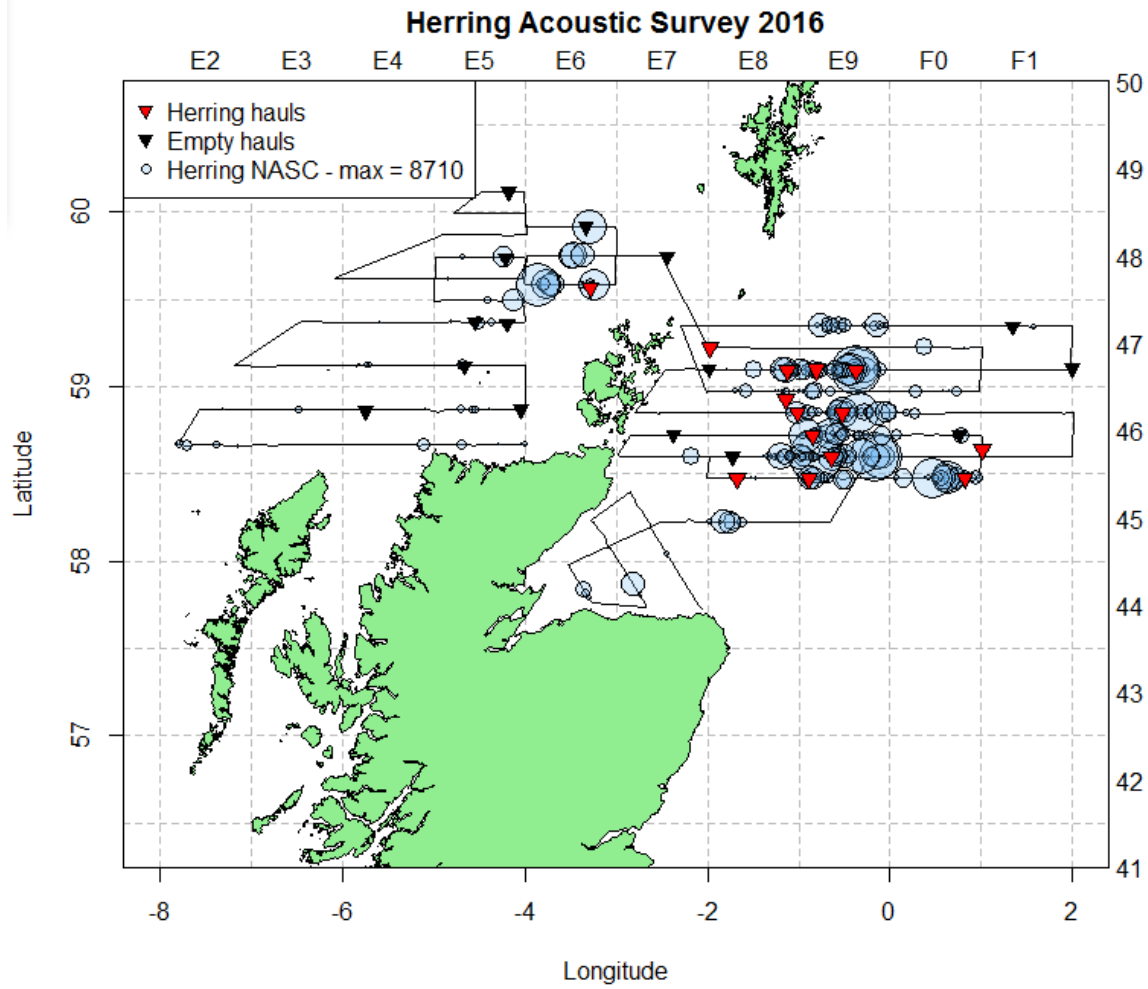 Herring Acoustic Survey 2016
E2 E3 E4 E5 E6 E7 E8 E9 F0 F1
Herring hauls
Empty hauls
Herring NASC - max = 8710
50
49
60
48
47
59
46
Latitude
45
58
44
43
57
42
41
-8 -6 -4 -2 0 2
Longitude